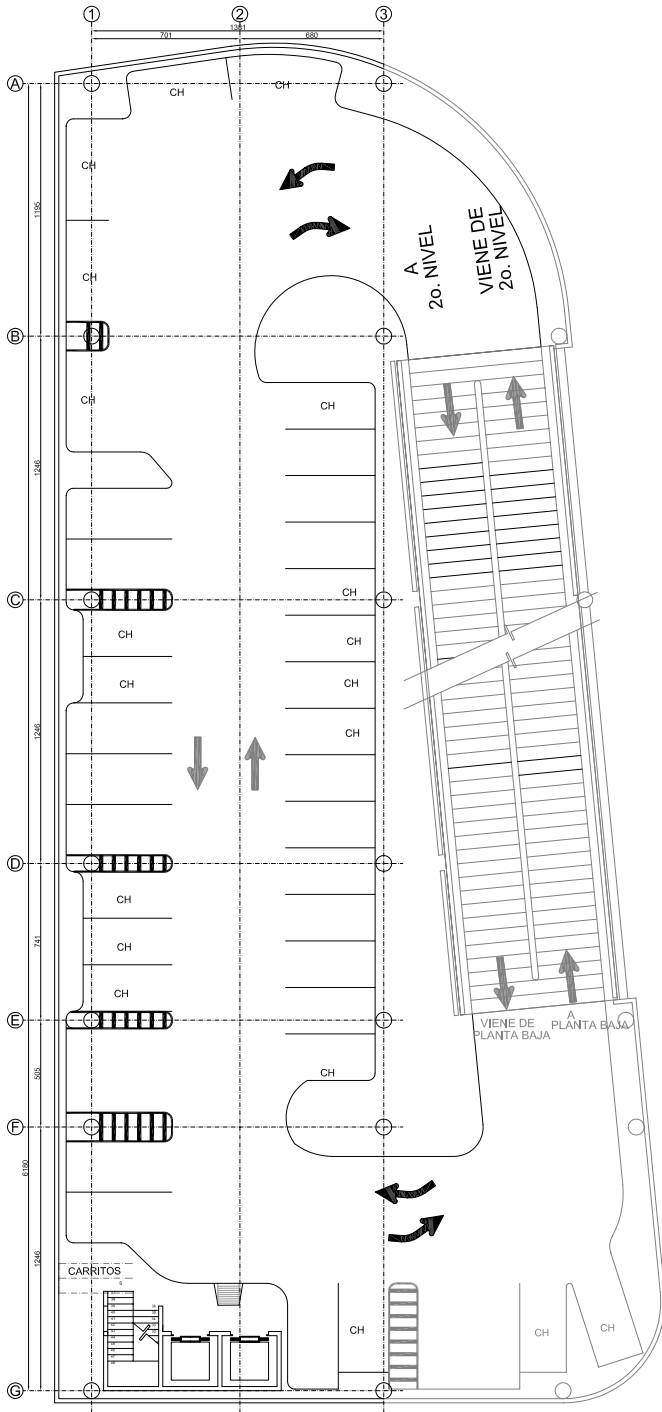 1
2
3
1381
701
680
A
CH
CH
CH
1195
A
2o. NIVEL
VIENE DE
2o. NIVEL
CH
B
CH
CH
1246
C
CH
CH
CH
CH
CH
1246
CH
D
CH
741
CH
CH
E
VIENE DE
PLANTA BAJA
A
PLANTA BAJA
505
CH
F
6180
1246
CARRITOS
CH
CH
CH
G